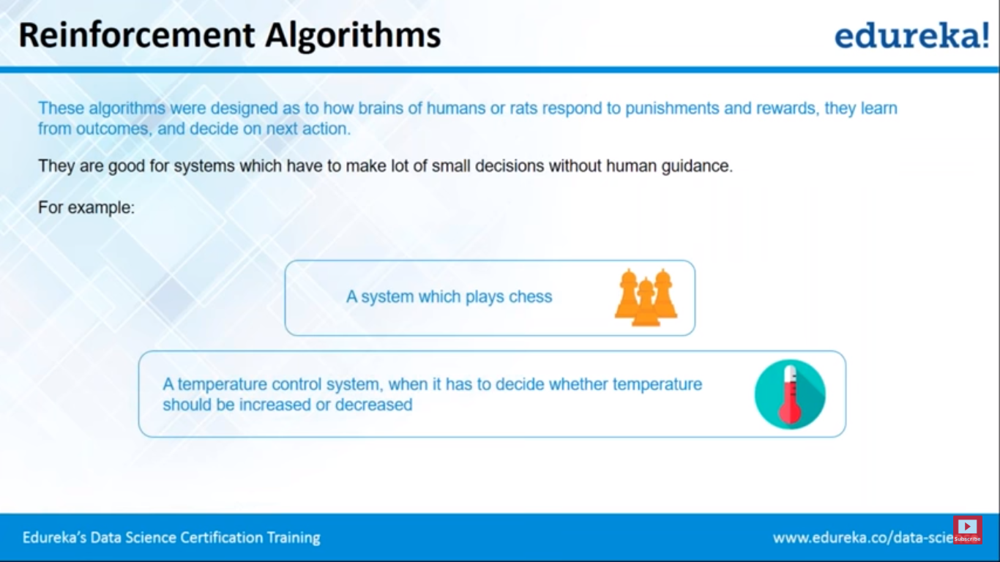 Reinforcement Algorithms
edureka!
These algorithms were designed as to how brains of humans or rats respond to punishments and rewards, they learn
from outcomes, and decide on next action.
They are good for systems which have to make lot of small decisions without human guidance.
For example:
A system which plays chess
A temperature control system, when it has to decide whether temperature
should be increased or decreased
Edureka's Data Science Certification Training
www.edureka.co/data-scie
Subscribe